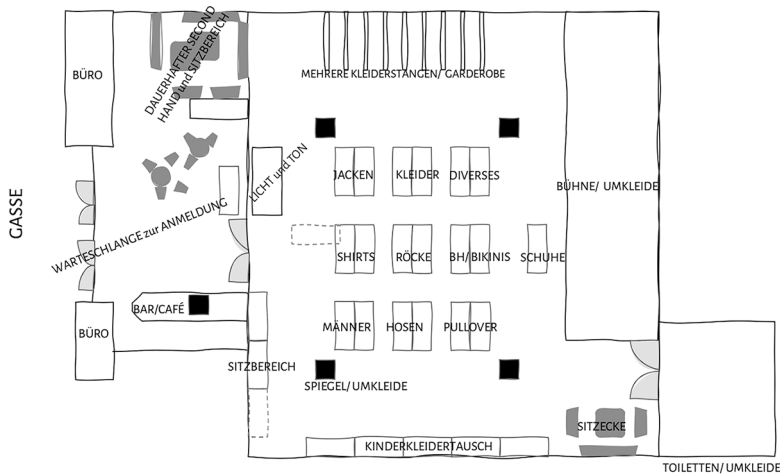 DAUERHAFTER SECOND
HAND und SITZBEREICH
BÜRO
MEHRERE KLEIDERSTANGEN/ GARDEROBE
LICHT und TON
JACKEN
KLEIDER
DIVERSES
BÜHNE/ UMKLEIDE
GASSE
WARTESCHLANGE zur ANMELDUNG
SHIRTS
RÖCKE
BH/BIKINIS
SCHUHE
BAR/CAFÉ
BÜRO
MÄNNER
HOSEN
PULLOVER
SITZBEREICH
SPIEGEL/UMKLEIDE
SITZECKE
KINDERKLEIDERTAUSCH
TOILETTEN/ UMKLEIDE